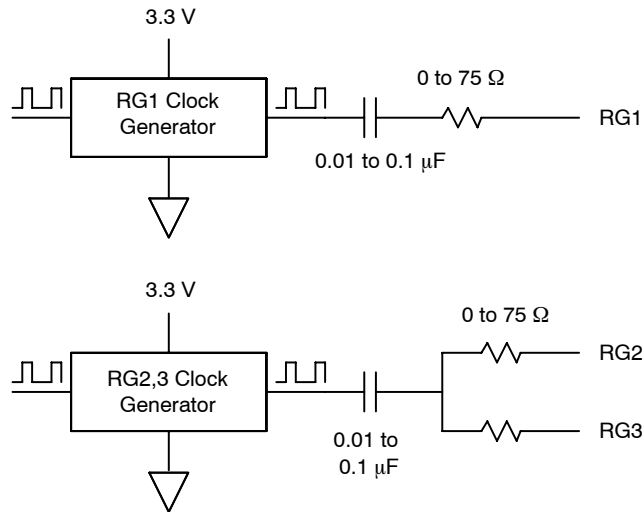 3.3 V
0 to 75 Ω
RG1 Clock
Generator
RG1
0.01 to 0.1 μF
3.3 V
0 to 75 Ω
RG2
RG2,3 Clock
Generator
RG3
0.01 to
0.1 μF